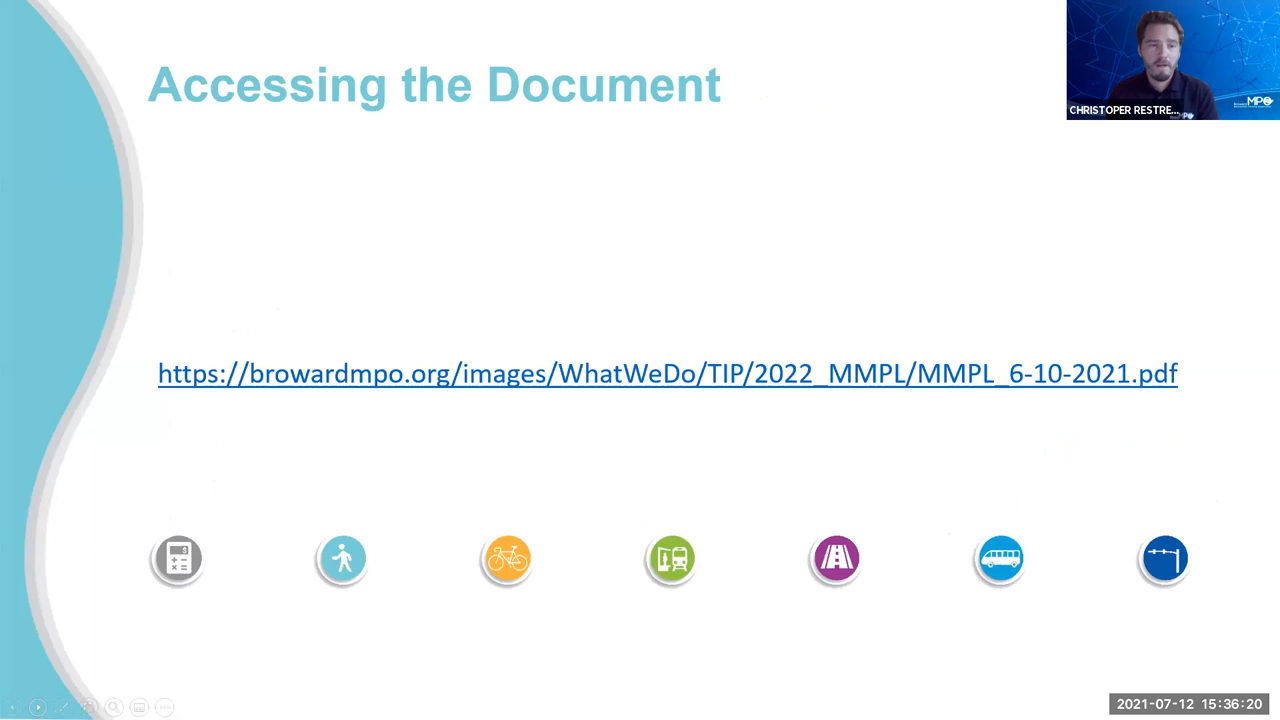 Accessing the Document
CHRISTOPER RESTRE...
MPO
https://browardmpo.org/images/WhatWeDo/TIP/2022_MMPL/MMPL_6-10-2021.pdf
2021-07-12 15:36:20